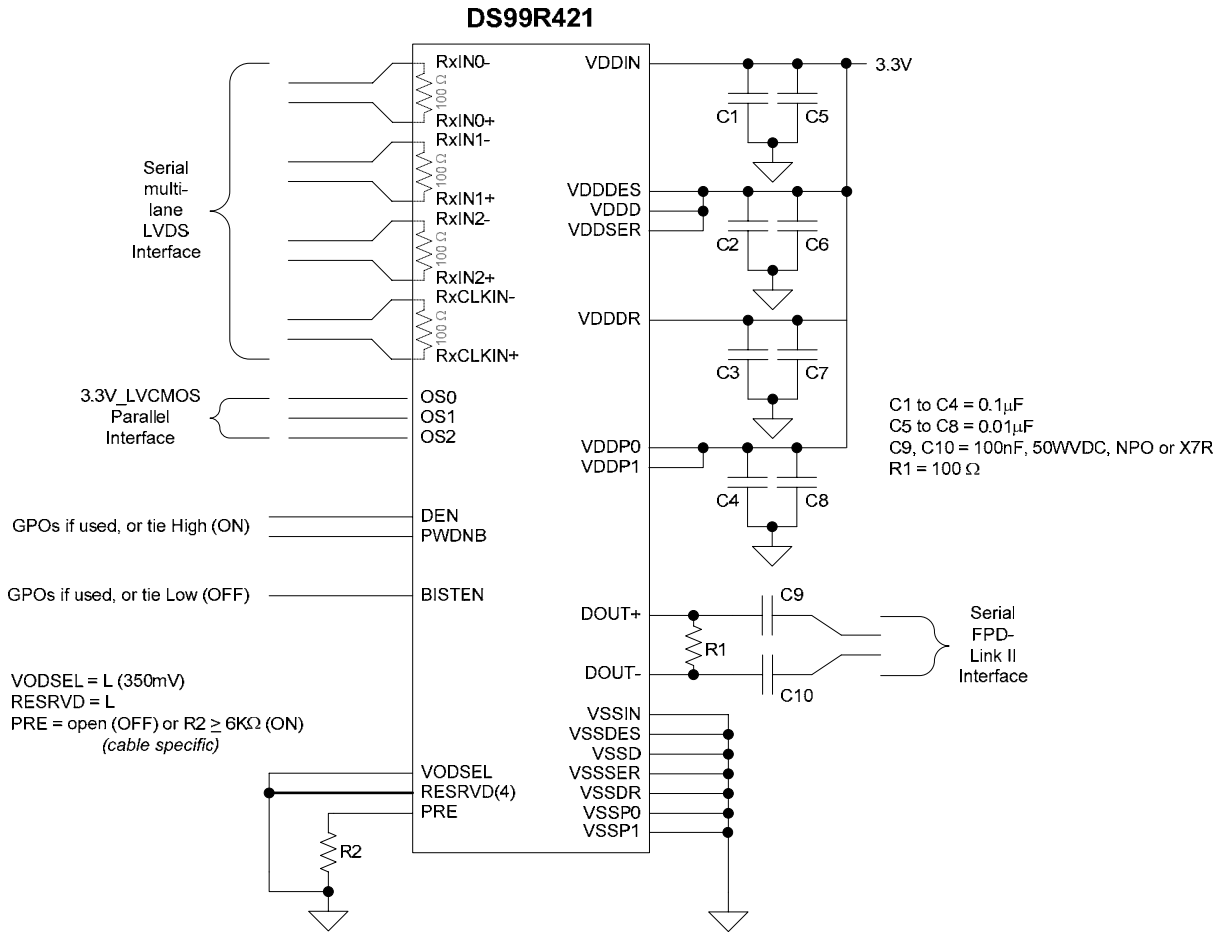 DS99R421
RxIN0-
100 Ω
RxIN0+
RxIN1-
100 Ω
RxIN1+
RxIN2-
100 Ω
RxIN2+
RxCLKIN-
100 Ω
RxCLKIN+
Serial
multi-
lane
LVDS
Interface
3.3V_LVCMOS
Parallel
Interface
OS0
OS1
OS2
GPOs if used, or tie High (ON)
DEN
PWDNB
GPOs if used, or tie Low (OFF)
BISTEN
VODSEL = L (350mV)
RESRVD = L
PRE = open (OFF) or R2 ≥ 6KΩ (ON)
(cable specific)
VODSEL
RESRVD(4)
PRE
R2
VDDIN
3.3V
C1
C5
VDDDES
VDDD
VDDSER
C2
C6
VDDDR
C3
C7
VDDP0
VDDP1
C4
C8
C1 to C4 = 0.1µF
C5 to C8 = 0.01µF
C9, C10 = 100nF, 50WVDC, NPO or X7R
R1 = 100 Ω
DOUT+
C9
R1
DOUT-
C10
Serial
FPD-
Link II
Interface
VSSIN
VSSDES
VSSD
VSSSER
VSSDR
VSSP0
VSSP1